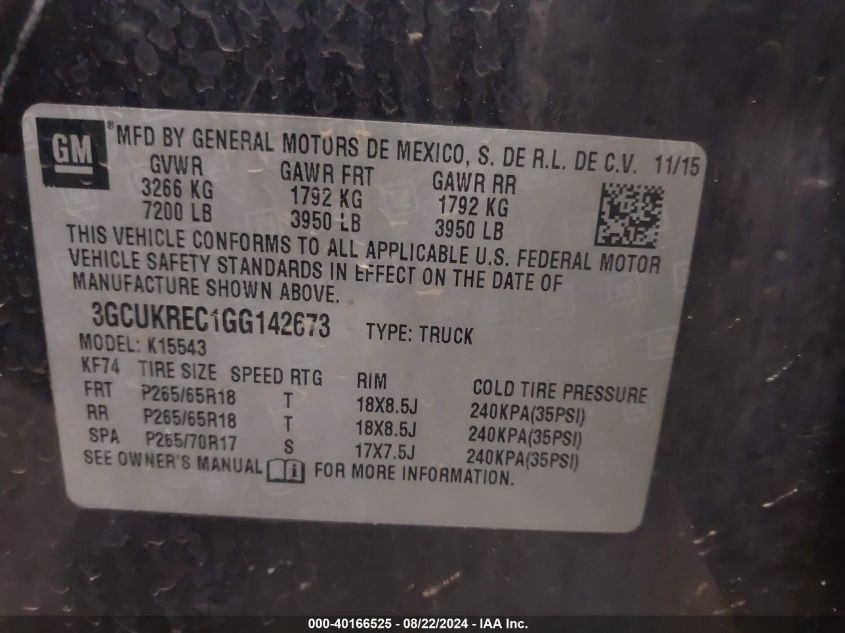 GM ® MFD BY GENERAL MOTORS DE MEXICO, S. DE R.L. DE C.V. 11/15
GVWR GAWR FRT GAWR RR
3266 KG 1792 KG 1792 KG
7200 LB 3950 LB 3950 LB
THIS VEHICLE CONFORMS TO ALL APPLICABLE U.S. FEDERAL MOTOR
VEHICLE SAFETY STANDARDS IN EFFECT ON THE DATE OF
MANUFACTURE SHOWN ABOVE.
3GCUKREC1GG142673 TYPE: TRUCK
MODEL: K15543
KF74 TIRE SIZE SPEED RTG RIM COLD TIRE PRESSURE
FRT P265/65R18 T 18X8.5J 240KPA(35PSI)
RR P265/65R18 T 18X8.5J 240KPA(35PSI)
SPA P265/70R17 S 17X7.5J 240KPA(35PSI)
SEE OWNER'S MANUAL i FOR MORE INFORMATION.
000-40166525 - 08/22/2024 - IAA Inc.